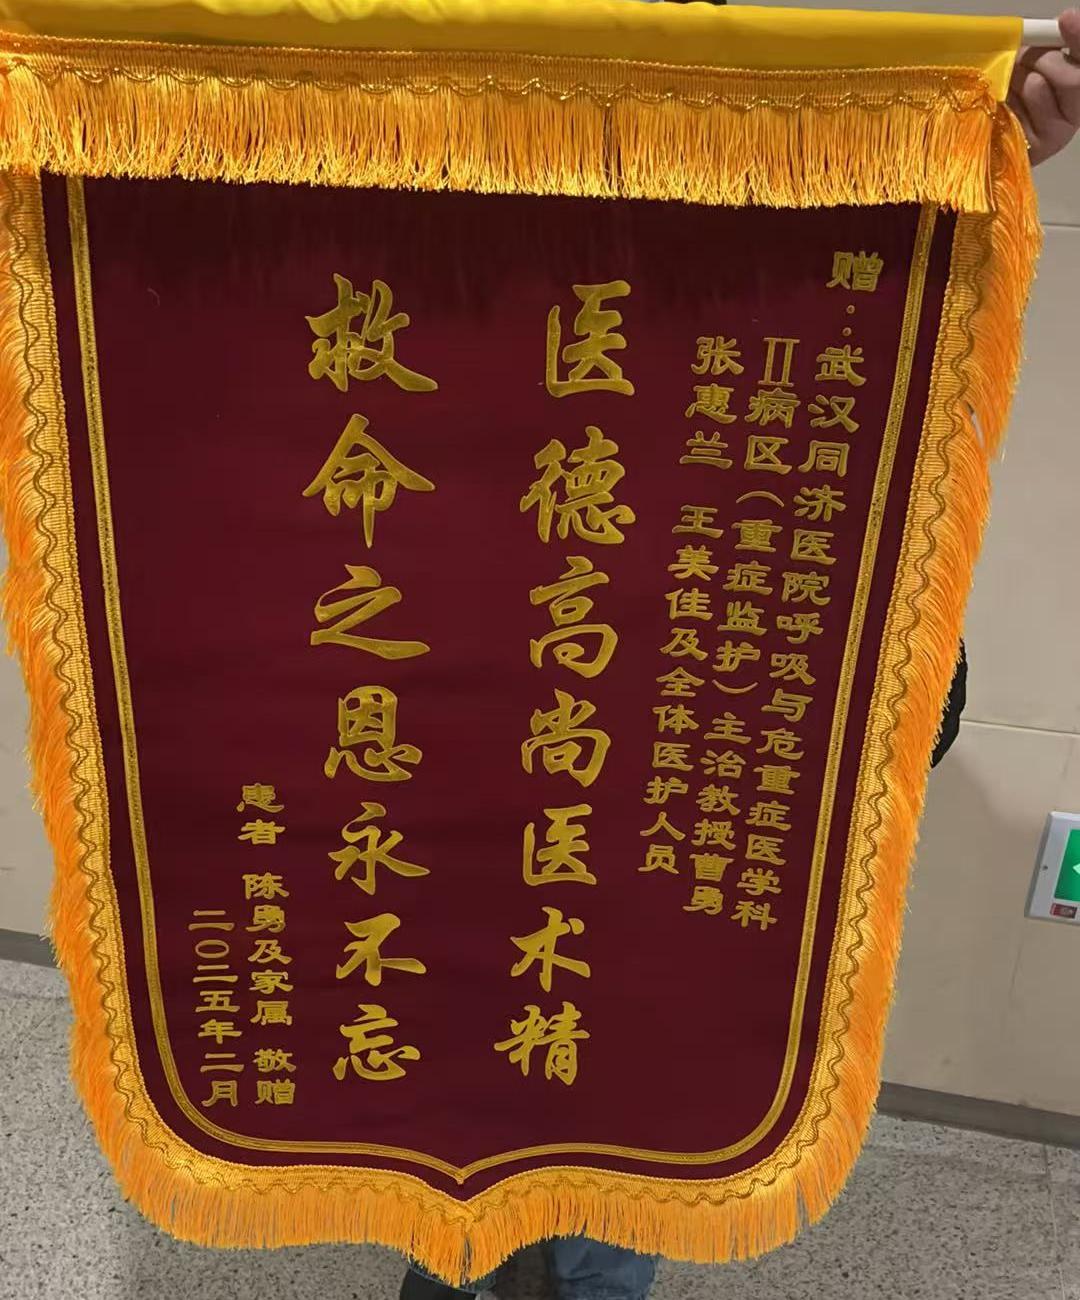 赠：武汉同济医院呼吸与危重症医学科
II病区（重症监护）主治教授曹勇
张惠兰 王美佳及全体医护人员
医德高尚医术精
救命之恩永不忘
患者 陈勇及家属 敬赠
二〇二五年二月